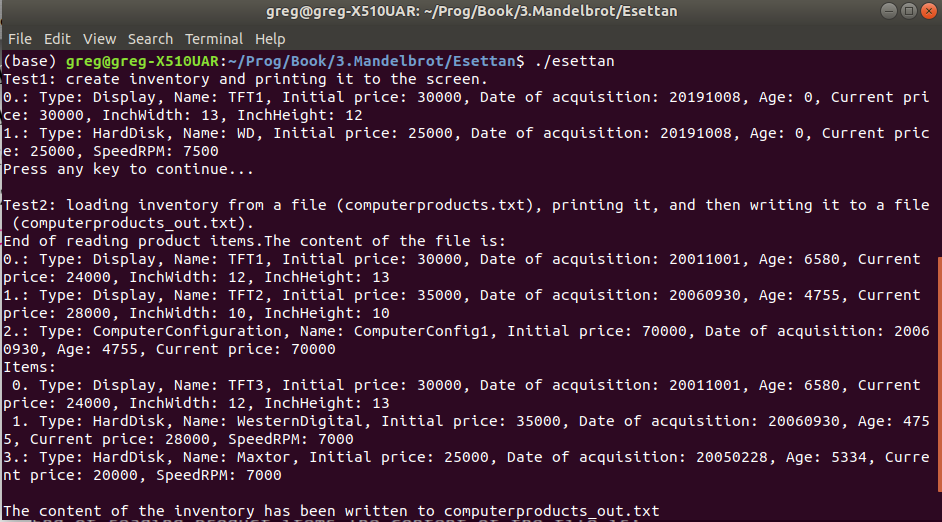 greg@greg-X510UAR: ~/Prog/Book/3.Mandelbrot/Esettan
File Edit View Search Terminal Help
(base) greg@greg-X510UAR:~/Prog/Book/3.Mandelbrot/Esettan$ ./esettan
Test1: create inventory and printing it to the screen.
0.: Type: Display, Name: TFT1, Initial price: 30000, Date of acquisition: 20191008, Age: 0, Current pri
ce: 30000, InchWidth: 13, InchHeight: 12
1.: Type: HardDisk, Name: WD, Initial price: 25000, Date of acquisition: 20191008, Age: 0, Current pric
e: 25000, SpeedRPM: 7500
Press any key to continue...
Test2: loading inventory from a file (computerproducts.txt), printing it, and then writing it to a file
 (computerproducts_out.txt).
End of reading product items.The content of the file is:
0.: Type: Display, Name: TFT1, Initial price: 30000, Date of acquisition: 20011001, Age: 6580, Current
price: 24000, InchWidth: 12, InchHeight: 13
1.: Type: Display, Name: TFT2, Initial price: 35000, Date of acquisition: 20060930, Age: 4755, Current
price: 28000, InchWidth: 10, InchHeight: 10
2.: Type: ComputerConfiguration, Name: ComputerConfig1, Initial price: 70000, Date of acquisition: 2006
0930, Age: 4755, Current price: 70000
Items:
 0. Type: Display, Name: TFT3, Initial price: 30000, Date of acquisition: 20011001, Age: 6580, Current
price: 24000, InchWidth: 12, InchHeight: 13
 1. Type: HardDisk, Name: WesternDigital, Initial price: 35000, Date of acquisition: 20060930, Age: 475
5, Current price: 28000, SpeedRPM: 7000
3.: Type: HardDisk, Name: Maxtor, Initial price: 25000, Date of acquisition: 20050228, Age: 5334, Curre
nt price: 20000, SpeedRPM: 7000
The content of the inventory has been written to computerproducts_out.txt